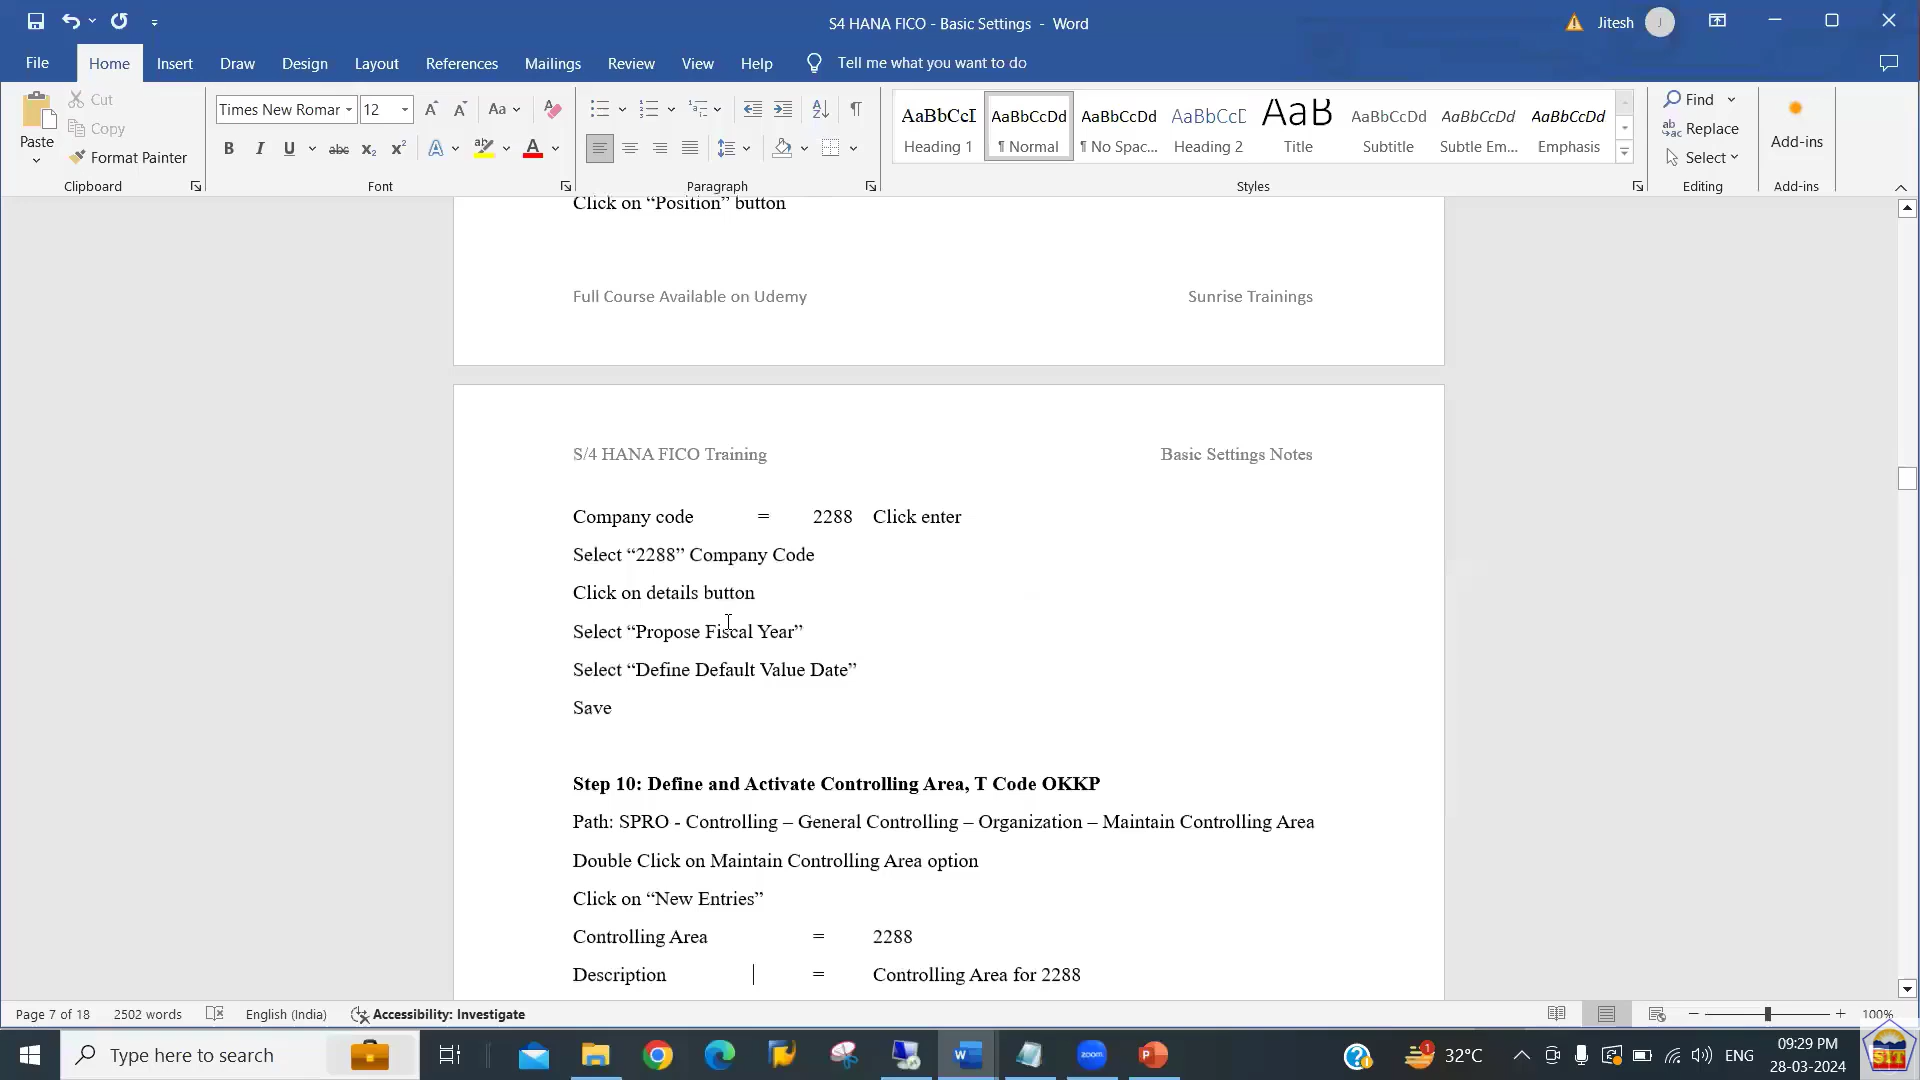 S4 HANA FICO - Basic Settings - Word
Jitesh
J
File
Home
Insert
Draw
Design
Layout
References
Mailings
Review
View
Help
Tell me what you want to do
Paste
Cut
Copy
Format Painter
Clipboard
Times New Romar
12
Aa
B I U abc x₂ x² A ab A
Font
Paragraph
AaBbCcI
Heading 1
AaBbCcDd
¶ Normal
AaBbCcDd
¶ No Spac...
AaBbCcD
Heading 2
AaB
Title
AaBbCcDd
Subtitle
AaBbCcDd
Subtle Em...
AaBbCcDd
Emphasis
Styles
Find
Replace
Select
Editing
Add-ins
Add-ins
Click on “Position” button
Full Course Available on Udemy
Sunrise Trainings
S/4 HANA FICO Training
Basic Settings Notes
Company code = 2288 Click enter
Select “2288” Company Code
Click on details button
Select “Propose Fiscal Year”
Select “Define Default Value Date”
Save
Step 10: Define and Activate Controlling Area, T Code OKKP
Path: SPRO - Controlling – General Controlling – Organization – Maintain Controlling Area
Double Click on Maintain Controlling Area option
Click on “New Entries”
Controlling Area = 2288
Description = Controlling Area for 2288
Page 7 of 18
2502 words
English (India)
Accessibility: Investigate
100%
Type here to search
zoom
1
32°C
ENG
09:29 PM
28-03-2024
SIT